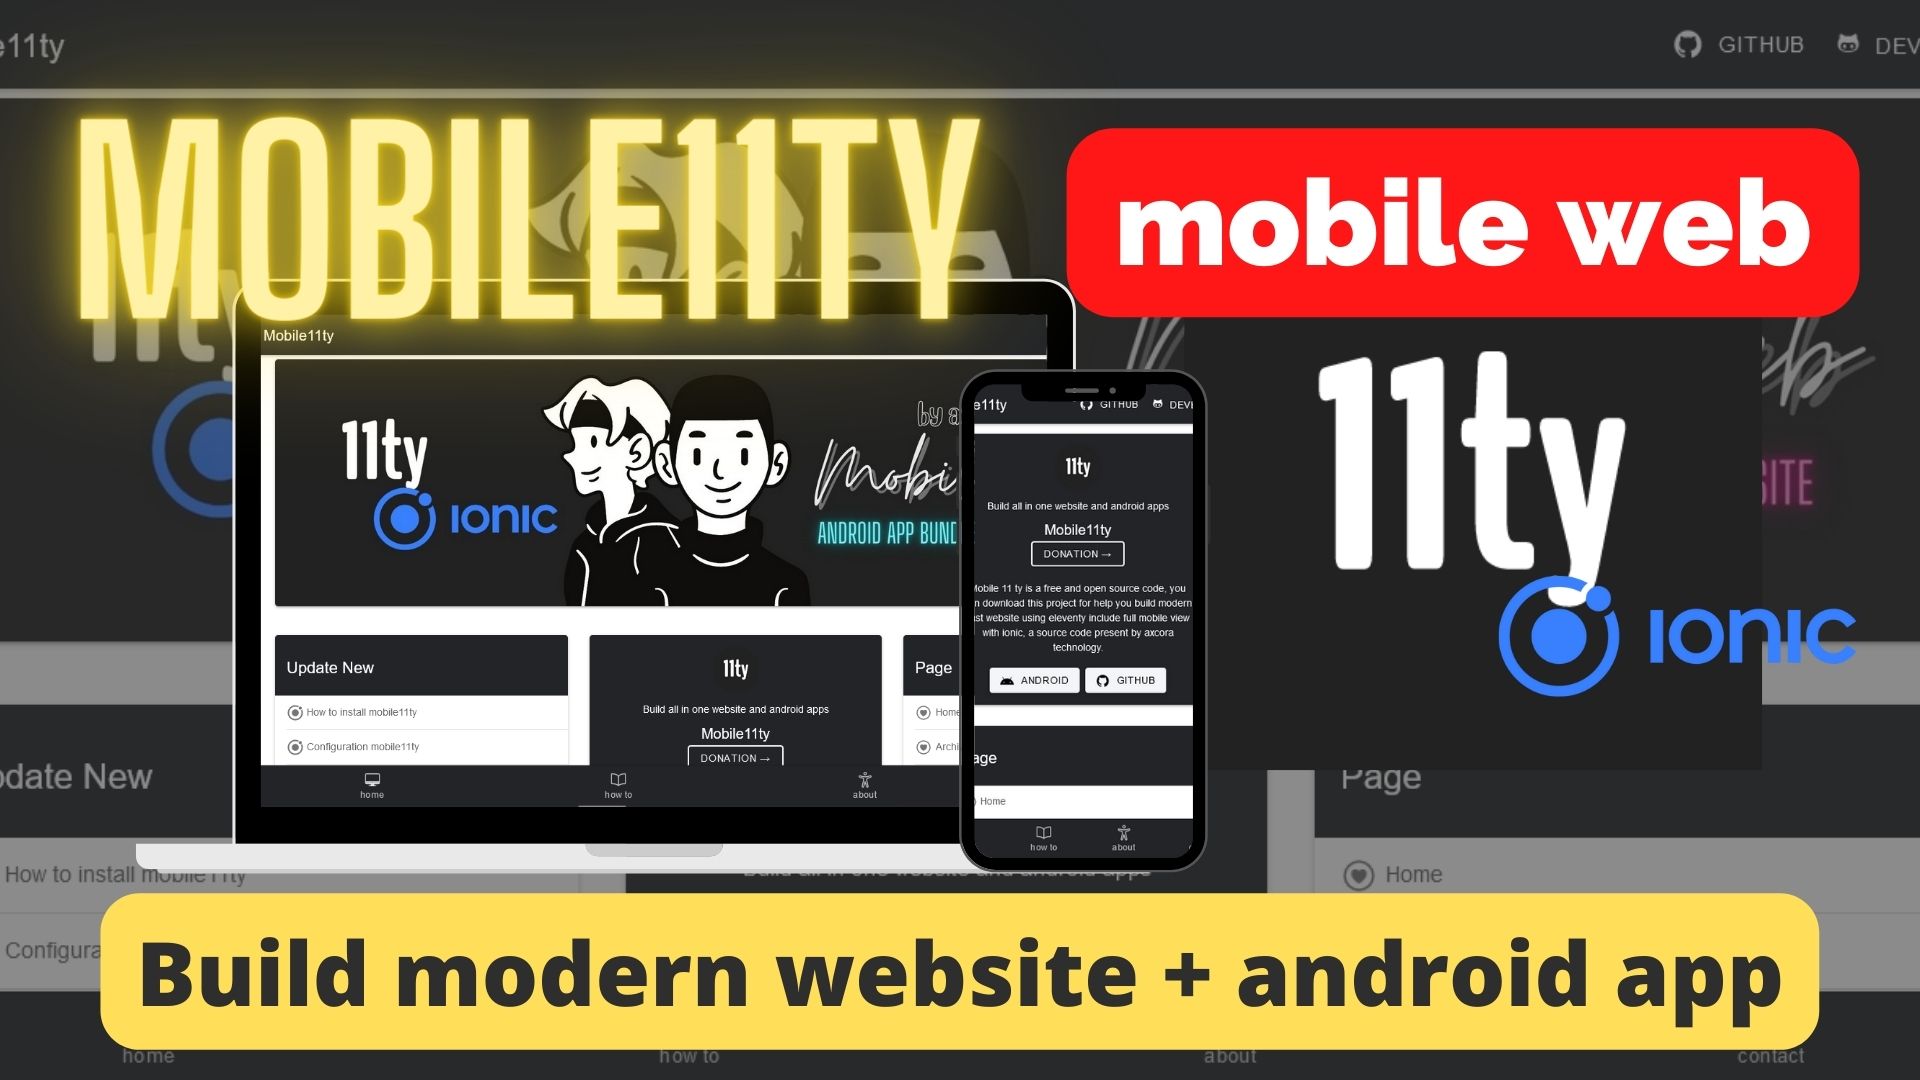 e11ty
GITHUB
DEV
MOBILE11TY
mobile web
11ty
IONIC
Mobile11ty
11ty
IONIC
by a
Mobi
ANDROID APP BUND
Update New
How to install mobile11ty
Configuration mobile11ty
11ty
Build all in one website and android apps
Mobile11ty
DONATION →
Page
Home
Archi
home
how to
about
e11ty
GITHUB
DEVE
11ty
Build all in one website and android apps
Mobile11ty
DONATION →
Mobile 11 ty is a free and open source code, you
n download this project for help you build modern
st website using eleventy include full mobile view
with ionic, a source code present by axcora
technology.
ANDROID
GITHUB
age
Home
how to
about
11ty
eb
SITE
pdate New
Page
How to install mobile11ty
Build all in one website and android apps
Home
Configura
Build modern website + android app
home
how to
about
contact